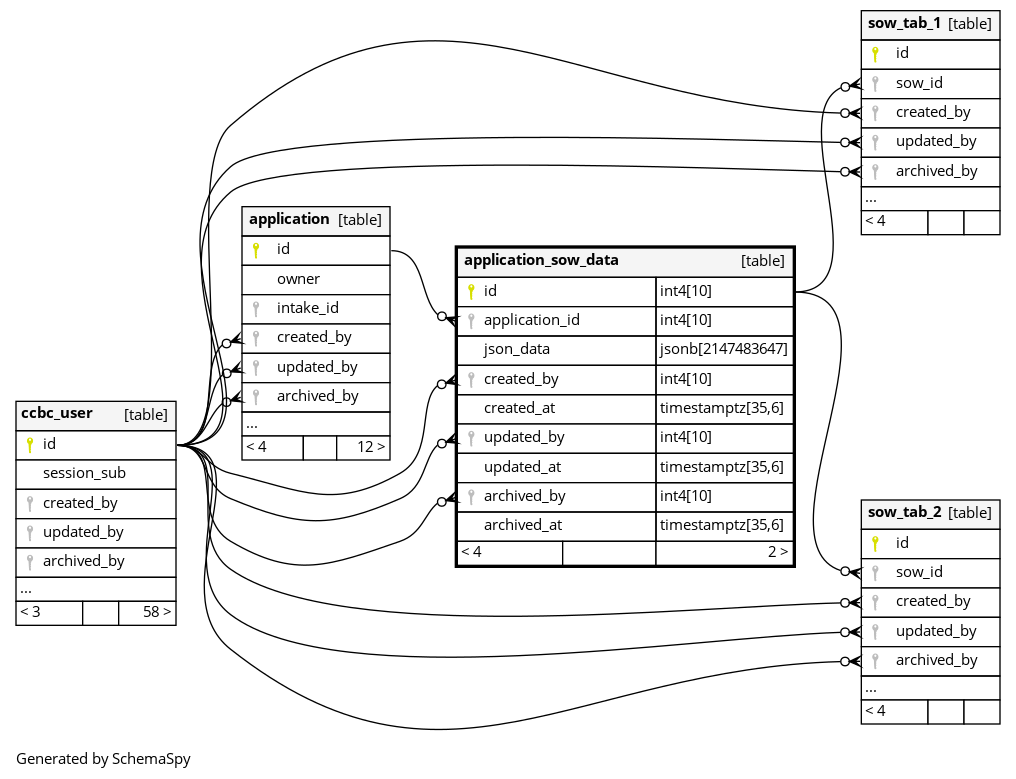 sow_tab_1 [table]
id
sow_id
created_by
updated_by
archived_by
...
< 4
application [table]
id
owner
intake_id
created_by
updated_by
archived_by
...
< 4 12 >
application_sow_data [table]
id int4[10]
application_id int4[10]
json_data jsonb[2147483647]
created_by int4[10]
created_at timestamptz[35,6]
updated_by int4[10]
updated_at timestamptz[35,6]
archived_by int4[10]
archived_at timestamptz[35,6]
< 4 2 >
ccbc_user [table]
id
session_sub
created_by
updated_by
archived_by
...
< 3 58 >
sow_tab_2 [table]
id
sow_id
created_by
updated_by
archived_by
...
< 4
Generated by SchemaSpy